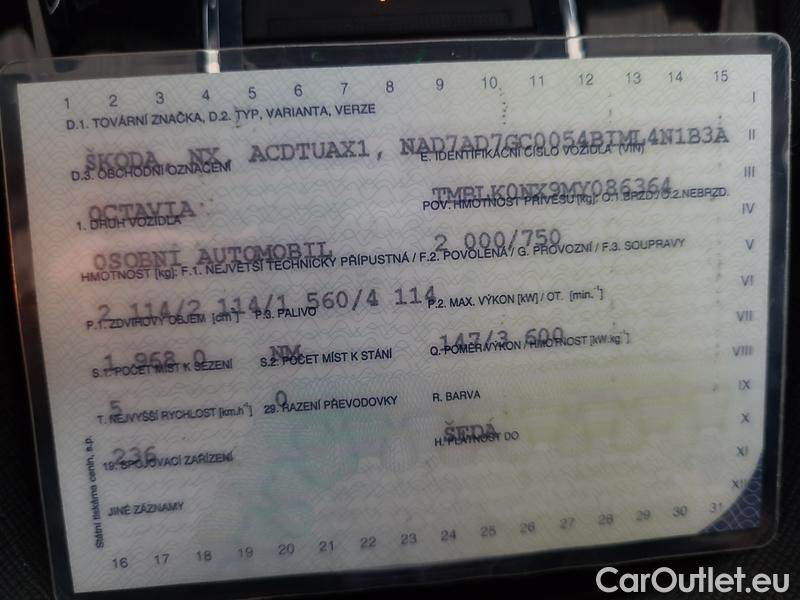 1 2 3 4 5 6 7 8 9 10 11 12 13 14 15
I
D.1. TOVÁRNÍ ZNAČKA, D.2. TYP, VARIANTA, VERZE
ŠKODA NX ACDTUAX1, NAD7AD7GC0054BIML4N1B3A
II
D.3. OBCHODNÍ OZNAČENÍ
E. IDENTIFIKAČNÍ ČÍSLO VOZIDLA (VIN)
OCTAVIA
TMBLK0NX9MY086364
III
1. DRUH VOZIDLA
POV. HMOTNOST PŘÍVĚSU [kg]: O.1. BRZD./O.2. NEBRZD.
IV
OSOBNÍ AUTOMOBIL
2 000/750
V
HMOTNOST [kg]: F.1. NEJVĚTŠÍ TECHNICKY PŘÍPUSTNÁ / F.2. POVOLENÁ / G. PROVOZNÍ / F.3. SOUPRAVY
2 114/2 114/1 560/4 114
VI
P.1. ZDVIHOVÝ OBJEM [cm³]
P.3. PALIVO
P.2. MAX. VÝKON [kW] / OT. [min.⁻¹]
1 968,0
NM
147/3 600
VII
S.1. POČET MÍST K SEZENÍ
S.2. POČET MÍST K STÁNÍ
Q. POMĚR VÝKON / HMOTNOST [kW.kg⁻¹]
VIII
5
0
T. NEJVYŠŠÍ RYCHLOST [km.h⁻¹]
29. ŘAZENÍ PŘEVODOVKY
R. BARVA
IX
236
ŠEDÁ
X
19. SPOJOVACÍ ZAŘÍZENÍ
H. PLATNOST DO
XI
JINÉ ZÁZNAMY
XII
Státní tiskárna cenin, s.p.
16 17 18 19 20 21 22 23 24 25 26 27 28 29 30 31
CarOutlet.eu